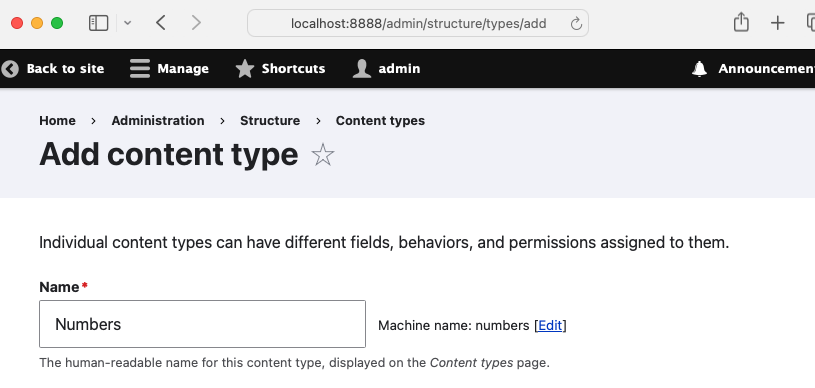 localhost:8888/admin/structure/types/add
Back to site Manage Shortcuts admin Announcemen
Home › Administration › Structure › Content types
Add content type
Individual content types can have different fields, behaviors, and permissions assigned to them.
Name*
Numbers Machine name: numbers [Edit]
The human-readable name for this content type, displayed on the Content types page.